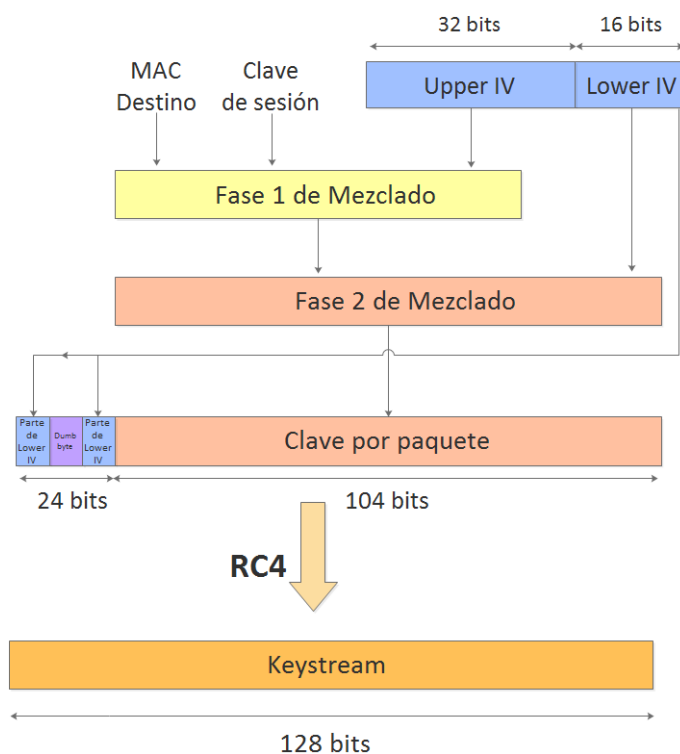 32 bits
16 bits
MAC
Destino
Clave
de sesión
Upper IV
Lower IV
Fase 1 de Mezclado
Fase 2 de Mezclado
Parte
de
Lower
IV
Dumb
byte
Parte
de
Lower
IV
Clave por paquete
24 bits
104 bits
RC4
Keystream
128 bits